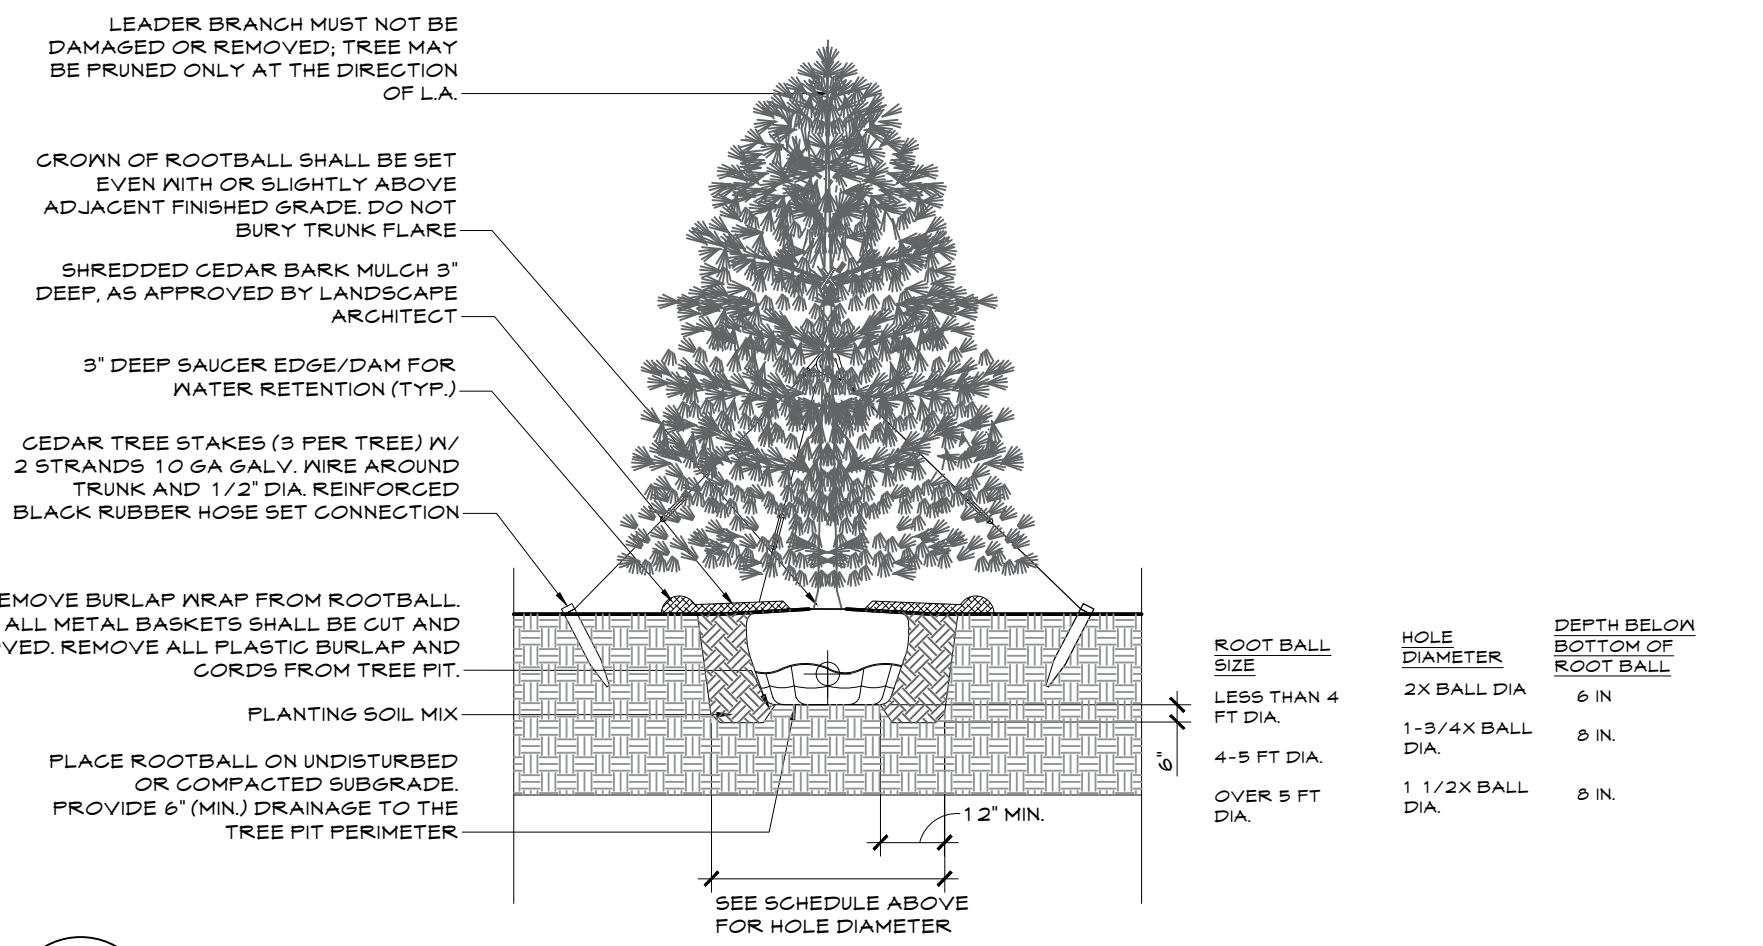 LEADER BRANCH MUST NOT BE
DAMAGED OR REMOVED; TREE MAY
BE PRUNED ONLY AT THE DIRECTION
OF L.A.
CROWN OF ROOTBALL SHALL BE SET
EVEN WITH OR SLIGHTLY ABOVE
ADJACENT FINISHED GRADE. DO NOT
BURY TRUNK FLARE
SHREDDED CEDAR BARK MULCH 3"
DEEP, AS APPROVED BY LANDSCAPE
ARCHITECT
3" DEEP SAUCER EDGE/DAM FOR
WATER RETENTION (TYP.)
CEDAR TREE STAKES (3 PER TREE) W/
2 STRANDS 10 GA GALV. WIRE AROUND
TRUNK AND 1/2" DIA. REINFORCED
BLACK RUBBER HOSE SET CONNECTION
EMOVE BURLAP WRAP FROM ROOTBALL.
ALL METAL BASKETS SHALL BE CUT AND
VED. REMOVE ALL PLASTIC BURLAP AND
CORDS FROM TREE PIT.
PLANTING SOIL MIX
PLACE ROOTBALL ON UNDISTURBED
OR COMPACTED SUBGRADE.
PROVIDE 6" (MIN.) DRAINAGE TO THE
TREE PIT PERIMETER
6"
12" MIN.
SEE SCHEDULE ABOVE
FOR HOLE DIAMETER
ROOT BALL
SIZE
LESS THAN 4
FT DIA.
4-5 FT DIA.
OVER 5 FT
DIA.
HOLE
DIAMETER
2X BALL DIA
1-3/4X BALL
DIA.
1 1/2X BALL
DIA.
DEPTH BELOW
BOTTOM OF
ROOT BALL
6 IN
8 IN.
8 IN.